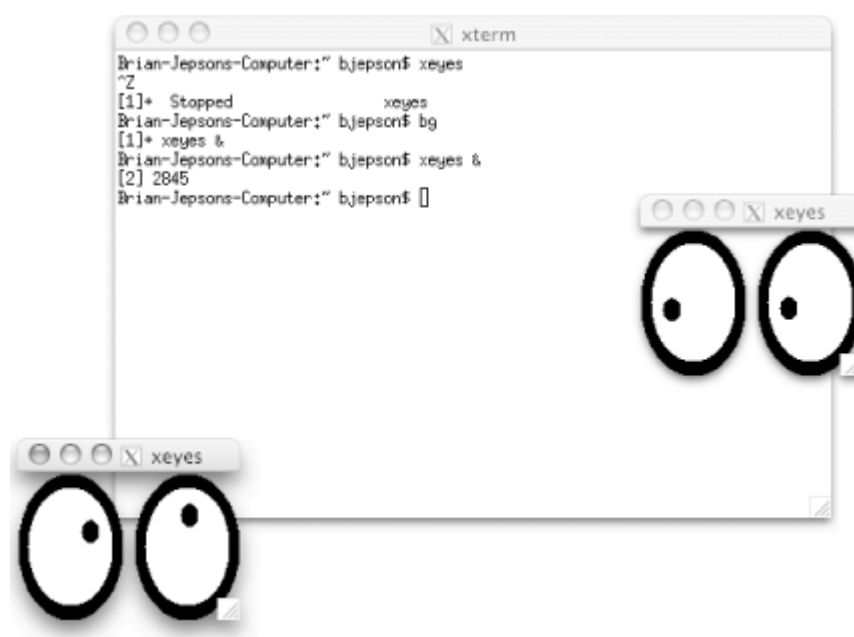 X xterm
Brian-Jepsons-Computer:~ bjepson$ xeyes
^Z
[1]+  Stopped                 xeyes
Brian-Jepsons-Computer:~ bjepson$ bg
[1]+ xeyes &
Brian-Jepsons-Computer:~ bjepson$ xeyes &
[2] 2845
Brian-Jepsons-Computer:~ bjepson$
X xeyes
X xeyes